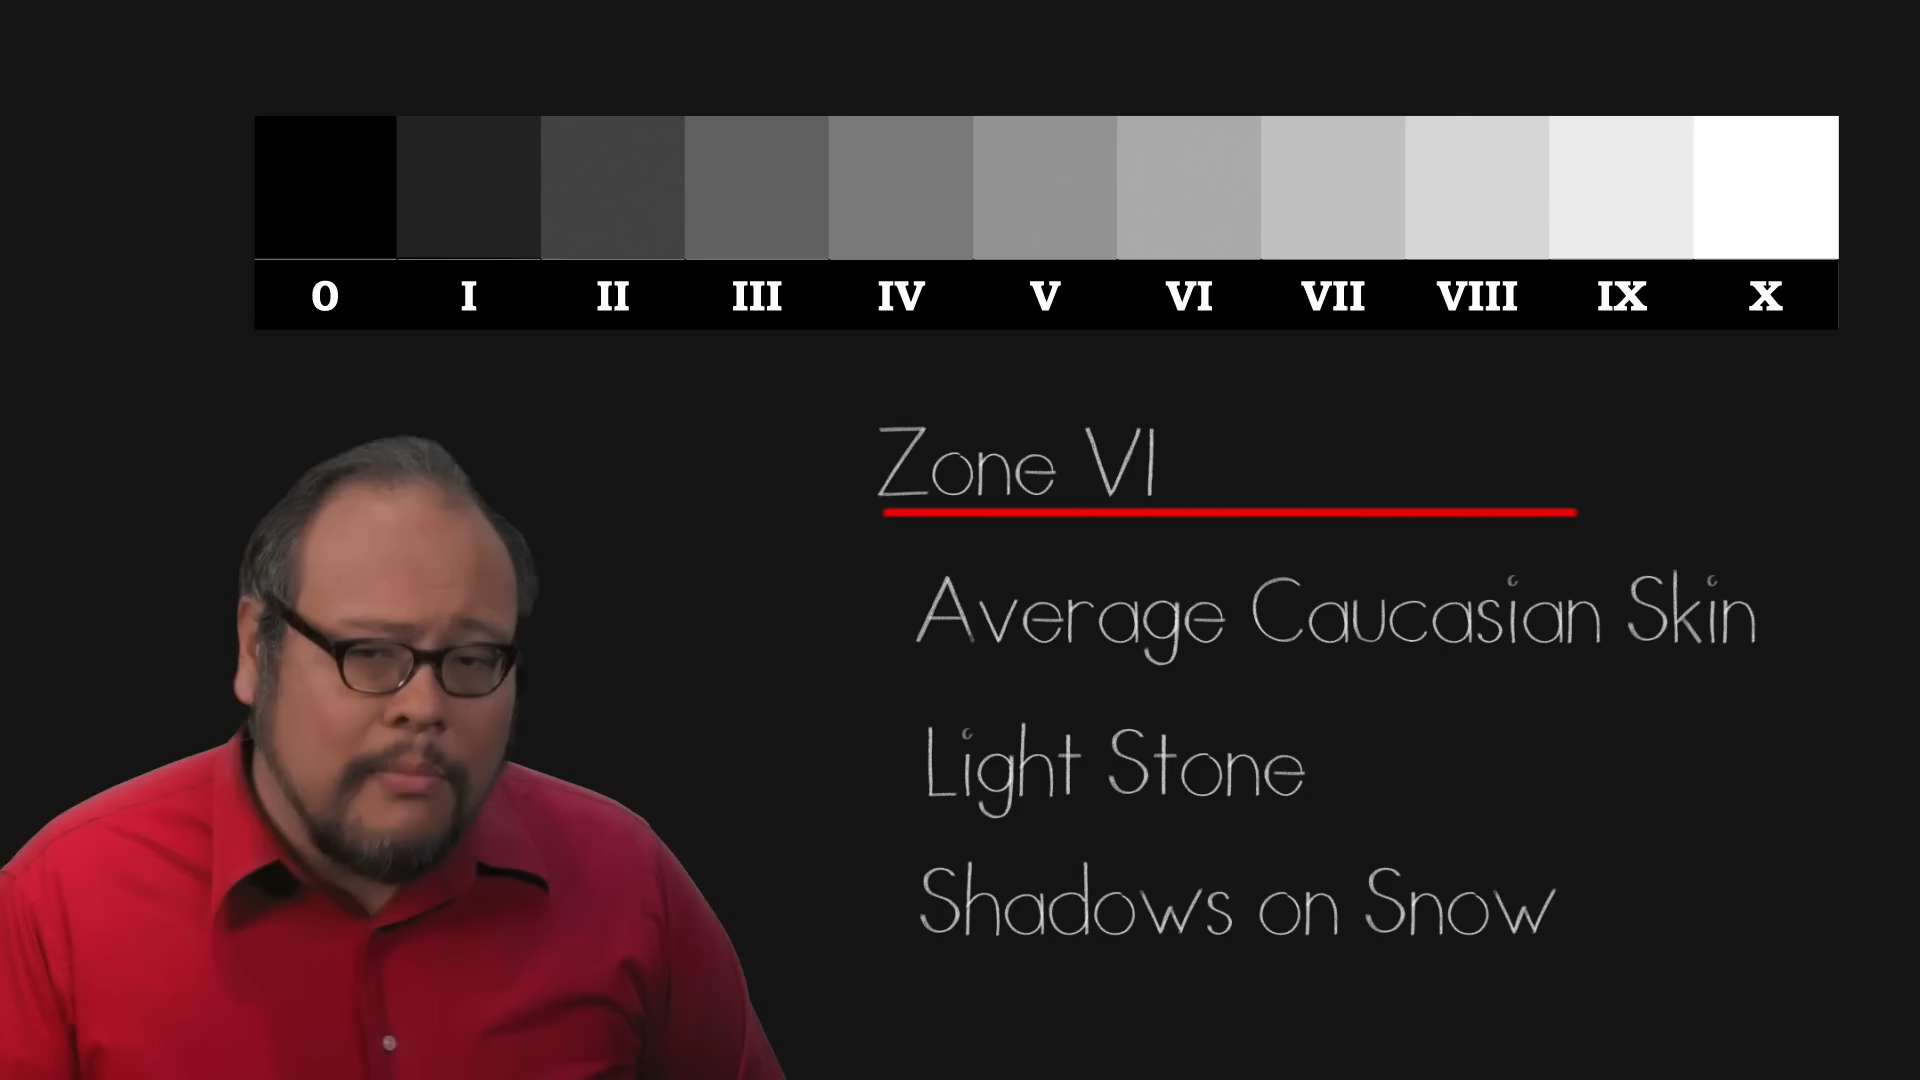 0 I II III IV V VI VII VIII IX X
Zone VI
Average Caucasian Skin
Light Stone
Shadows on Snow